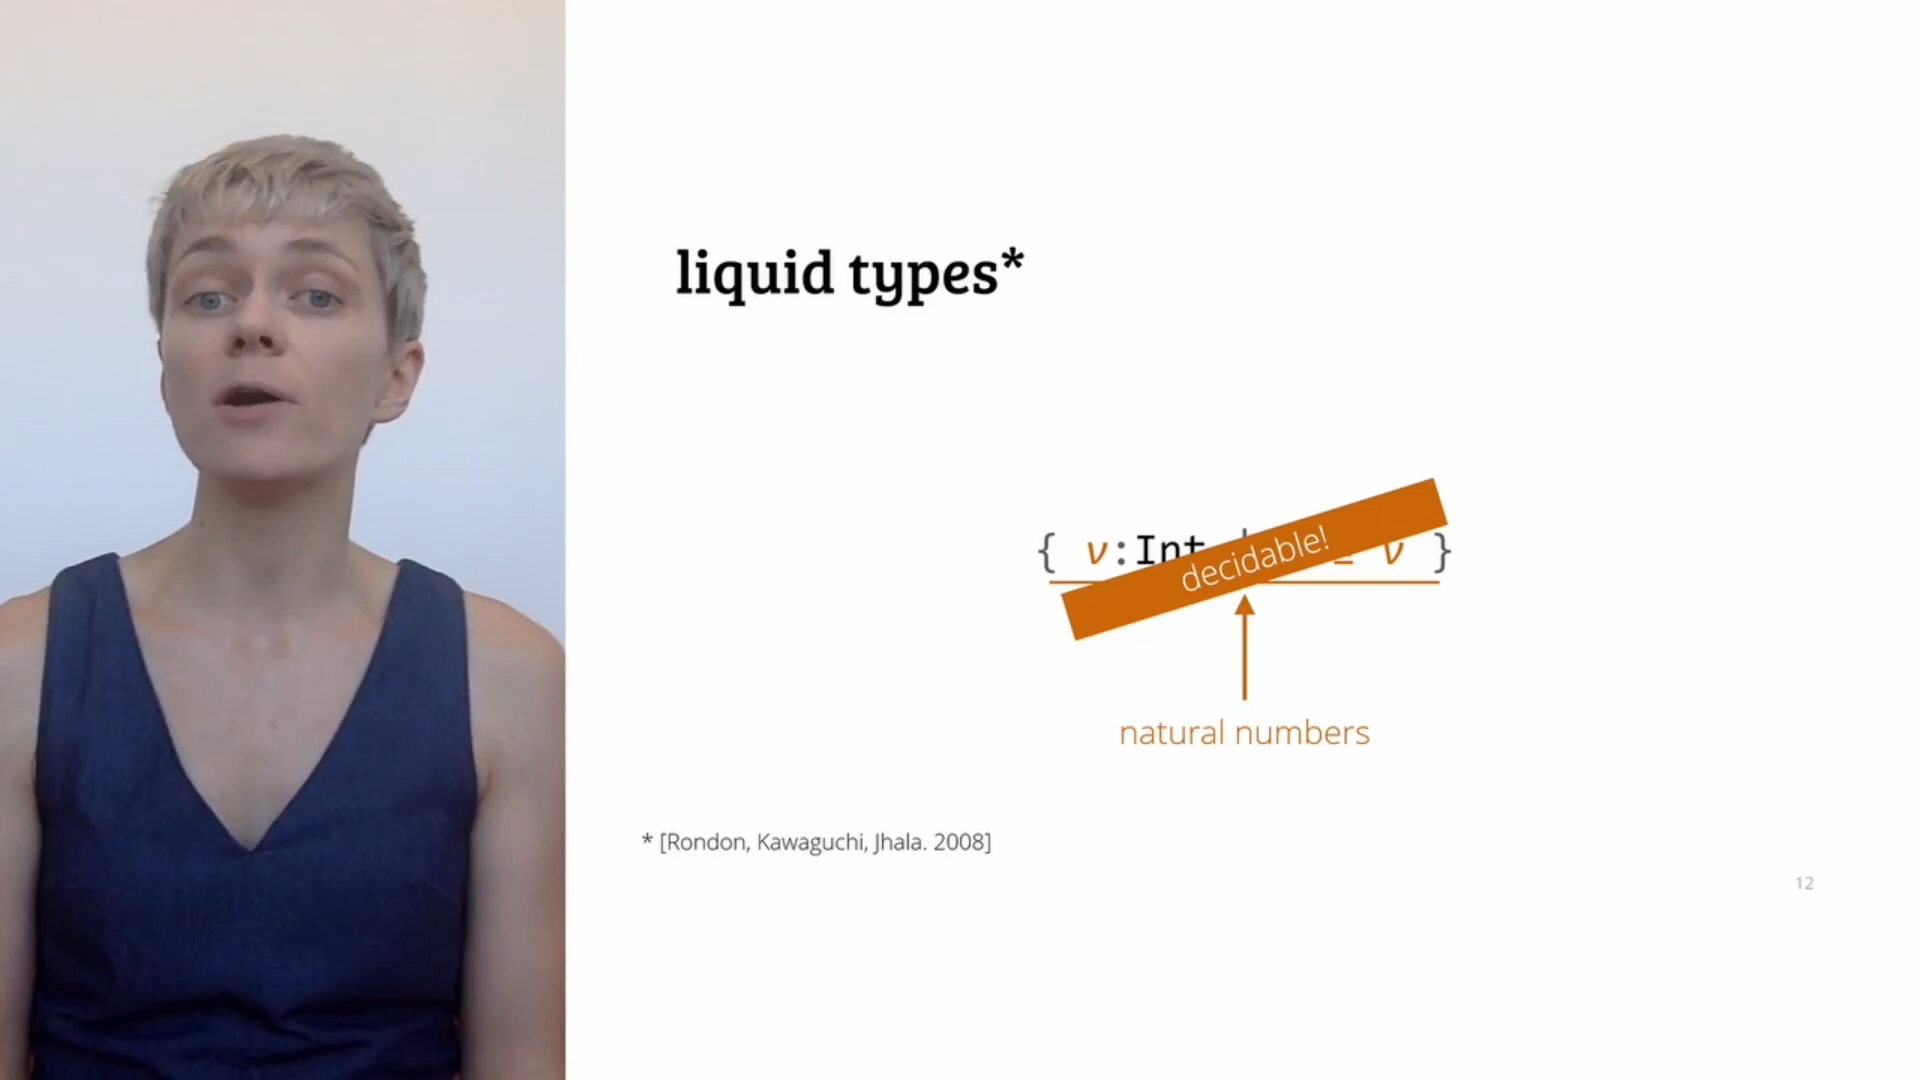 liquid types*
{ ν:Int ≤ ν }
decidable!
natural numbers
* [Rondon, Kawaguchi, Jhala. 2008]
12